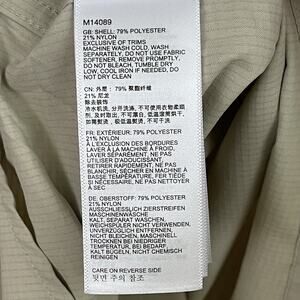 M14089
GB: SHELL: 79% POLYESTER
21% NYLON
EXCLUSIVE OF TRIMS
MACHINE WASH COLD, WASH
SEPARATELY, DO NOT USE FABRIC
SOFTENER, REMOVE PROMPTLY,
DO NOT BLEACH, TUMBLE DRY
LOW, COOL IRON IF NEEDED, DO
NOT DRY CLEAN
CN: 外层: 79% 聚酯纤维
21% 尼龙
除去装饰
冷水机洗, 分开洗涤, 不可使用衣物柔顺
剂, 及时取出, 不可漂白, 低温滚筒烘干,
如需熨烫, 低温熨烫, 不可干洗
FR: EXTÉRIEUR: 79% POLYESTER
21% NYLON
À L'EXCLUSION DES BORDURES
LAVER À LA MACHINE À FROID,
LAVER SÉPARÉMENT, NE PAS
UTILISER D'ADOUCISSANT,
RETIRER RAPIDEMENT, NE PAS
BLANCHIR, SÉCHER EN MACHINE À
BASSE TEMPÉRATURE, FER TIÈDE
SI NÉCESSAIRE, NE PAS NETTOYER
À SEC
DE: OBERSTOFF: 79% POLYESTER
21% NYLON
AUSSCHLIESSLICH ZIERSTREIFEN
MASCHINENWÄSCHE
KALT, SEPARAT WASCHEN,
WEICHSPÜLER NICHT VERWENDEN,
UNVERZÜGLICH ENTFERNEN,
NICHT BLEICHEN, IM TROMMEL
TROCKNEN BEI NIEDRIGER
TEMPERATUR, BEI BEDARF,
KALT BÜGELN, NICHT CHEMISCH
REINIGEN
CARE ON REVERSE SIDE
뒷면 주의 참조